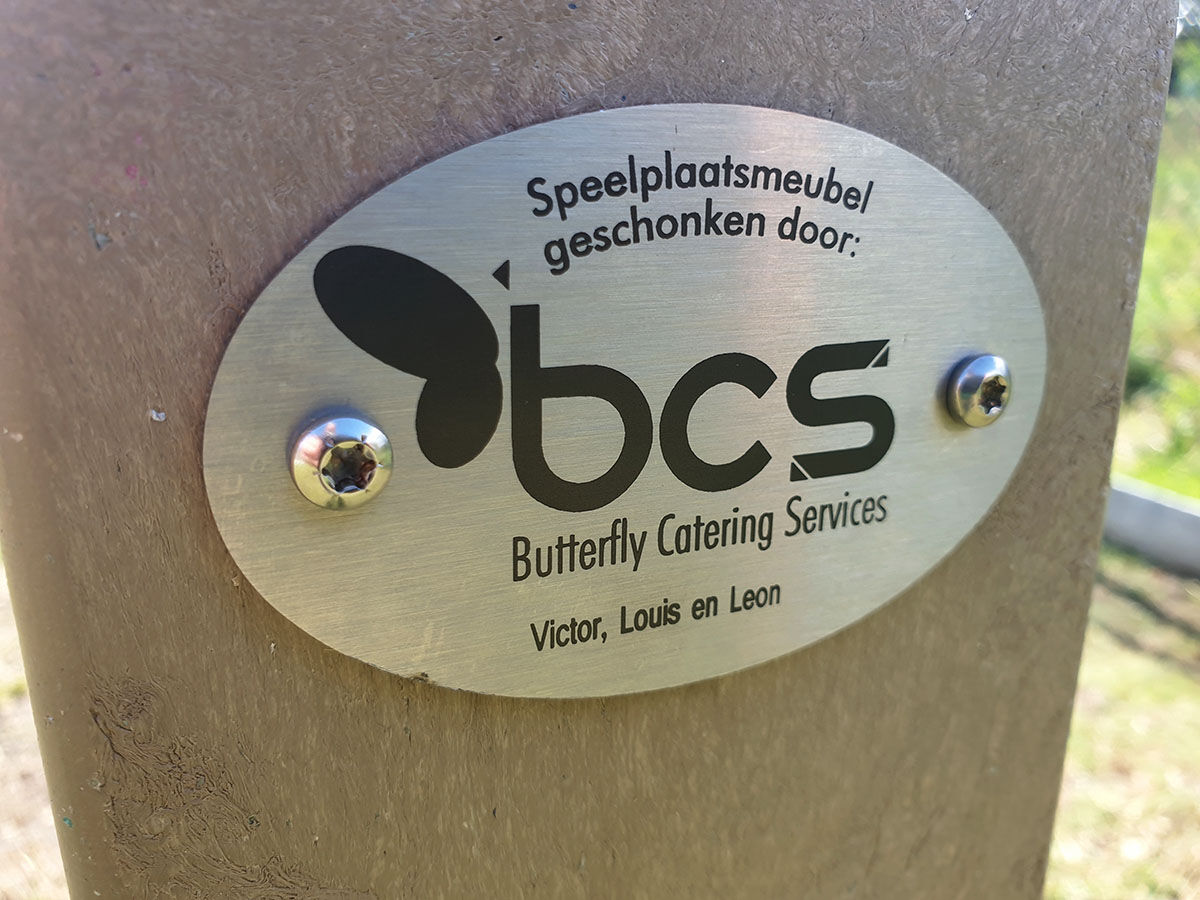 Speelplaatsmeubel
geschonken door:
bcs
Butterfly Catering Services
Victor, Louis en Leon